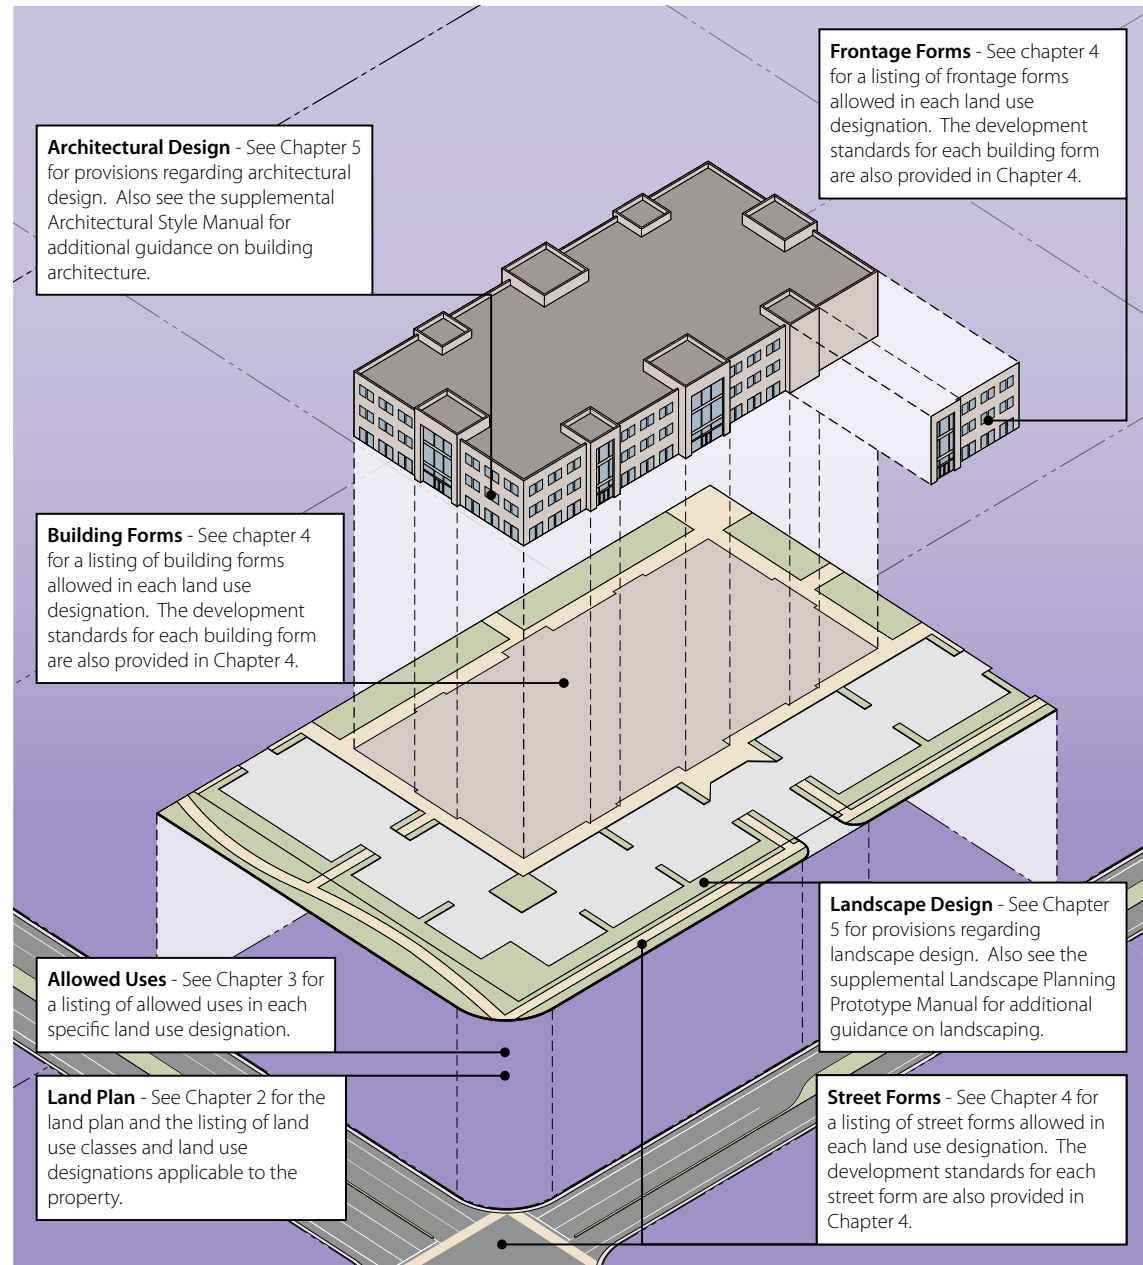 Frontage Forms - See chapter 4
for a listing of frontage forms
allowed in each land use
designation. The development
standards for each building form
are also provided in Chapter 4.
Architectural Design - See Chapter 5
for provisions regarding architectural
design. Also see the supplemental
Architectural Style Manual for
additional guidance on building
architecture.
Building Forms - See chapter 4
for a listing of building forms
allowed in each land use
designation. The development
standards for each building form
are also provided in Chapter 4.
Landscape Design - See Chapter
5 for provisions regarding
landscape design. Also see the
supplemental Landscape Planning
Prototype Manual for additional
guidance on landscaping.
Allowed Uses - See Chapter 3 for
a listing of allowed uses in each
specific land use designation.
Land Plan - See Chapter 2 for the
land plan and the listing of land
use classes and land use
designations applicable to the
property.
Street Forms - See Chapter 4 for
a listing of street forms allowed in
each land use designation. The
development standards for each
street form are also provided in
Chapter 4.